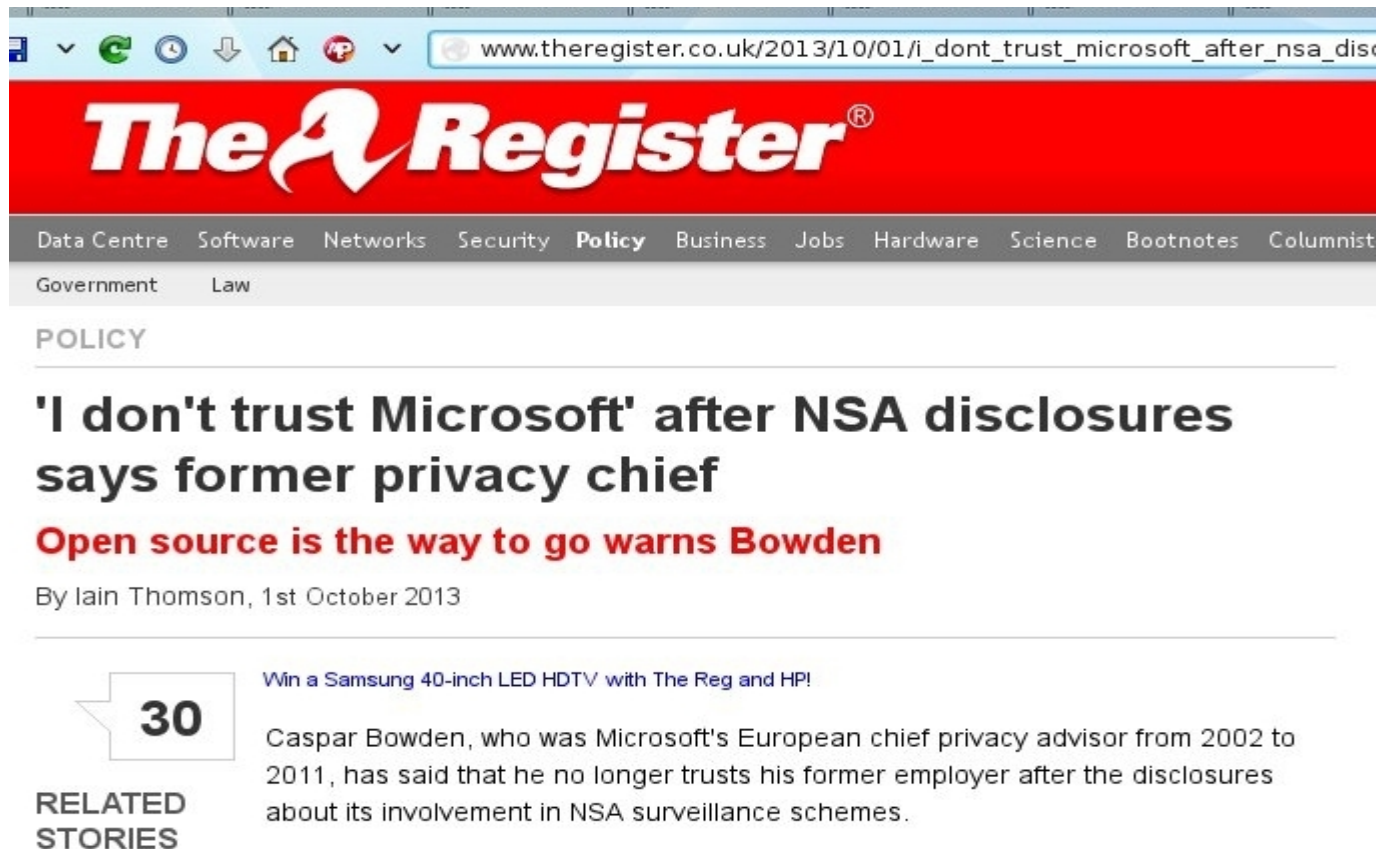 www.theregister.co.uk/2013/10/01/i_dont_trust_microsoft_after_nsa_disc
The Register®
Data Centre Software Networks Security Policy Business Jobs Hardware Science Bootnotes Columnist
Government Law
POLICY
'I don't trust Microsoft' after NSA disclosures
says former privacy chief
Open source is the way to go warns Bowden
By Iain Thomson, 1st October 2013
Win a Samsung 40-inch LED HDTV with The Reg and HP!
30
Caspar Bowden, who was Microsoft's European chief privacy advisor from 2002 to
2011, has said that he no longer trusts his former employer after the disclosures
about its involvement in NSA surveillance schemes.
RELATED
STORIES